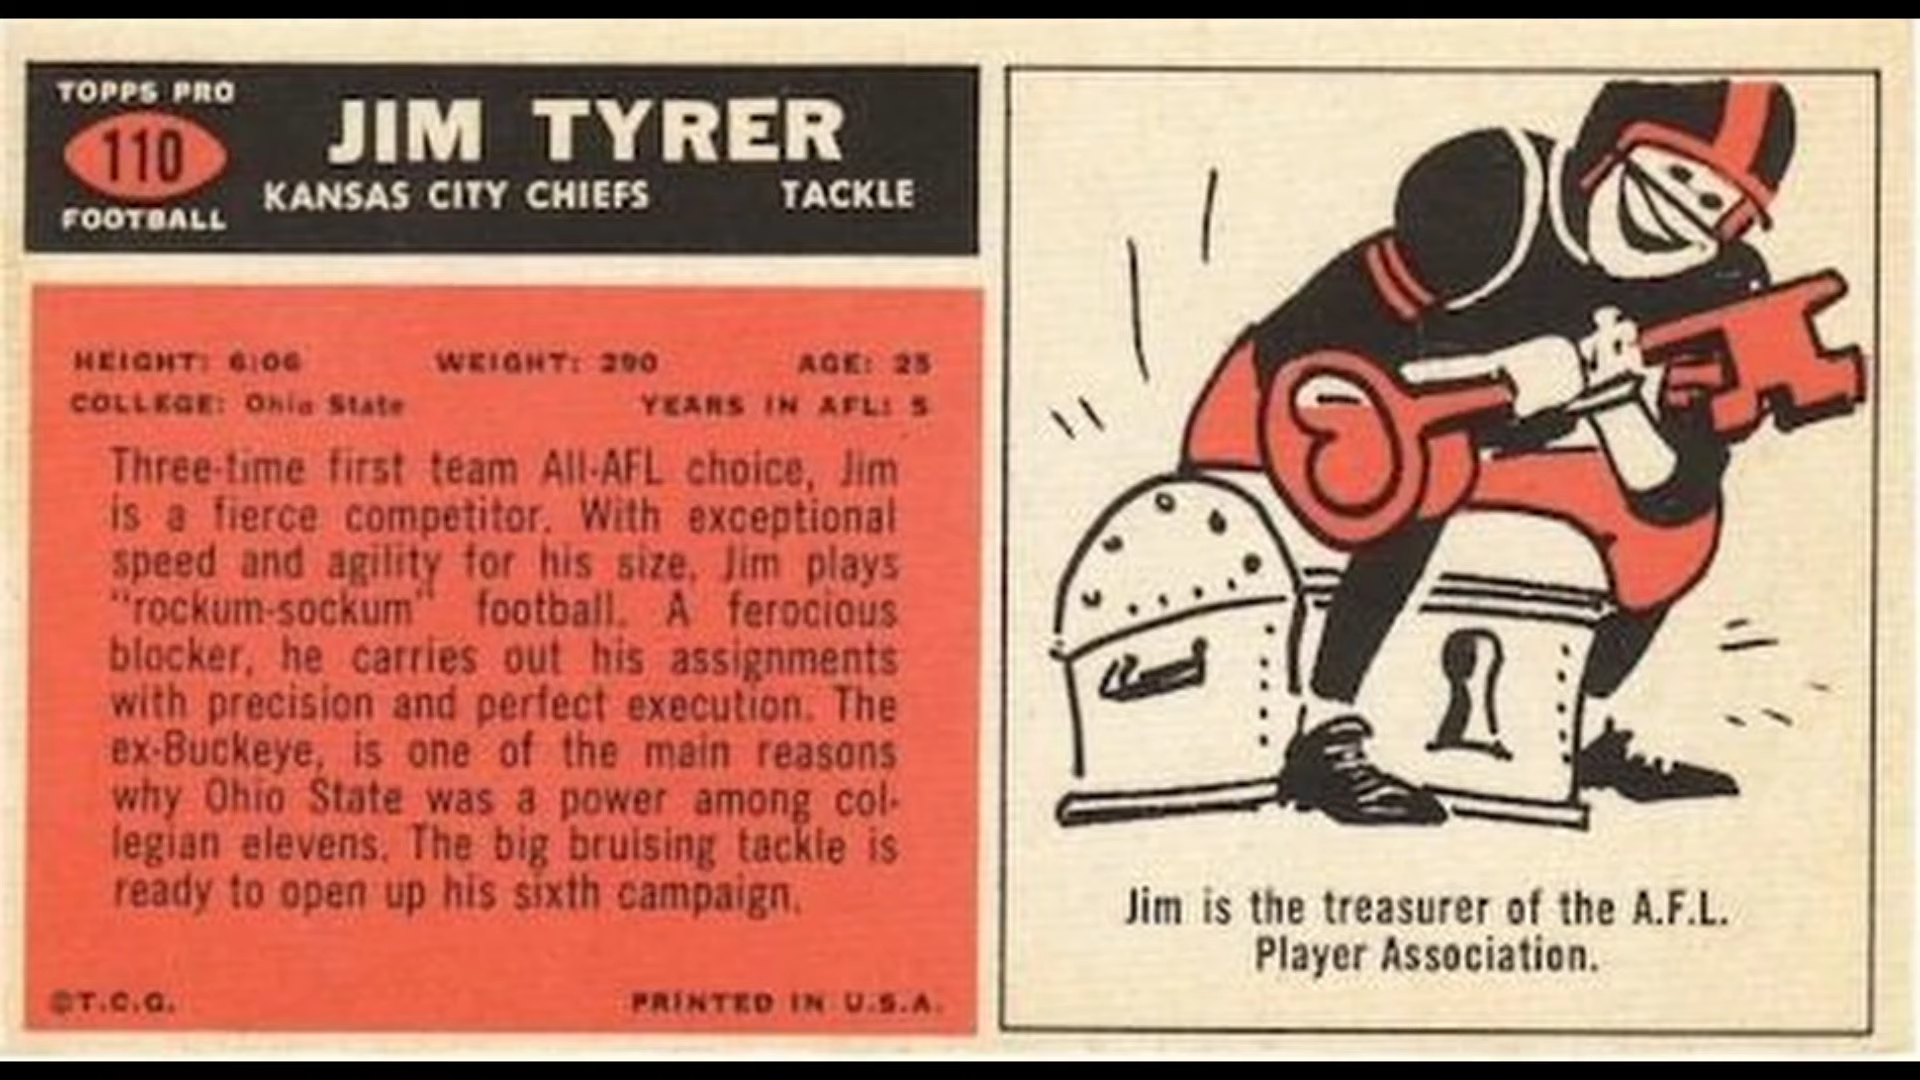 TOPPS PRO
110
FOOTBALL
JIM TYRER
KANSAS CITY CHIEFS TACKLE
HEIGHT: 6:06 WEIGHT: 290 AGE: 25
COLLEGE: Ohio State YEARS IN AFL: 5
Three-time first team All-AFL choice, Jim
is a fierce competitor. With exceptional
speed and agility for his size, Jim plays
"rockum-sockum" football. A ferocious
blocker, he carries out his assignments
with precision and perfect execution. The
ex-Buckeye, is one of the main reasons
why Ohio State was a power among col-
legian elevens. The big bruising tackle is
ready to open up his sixth campaign.
©T.C.G. PRINTED IN U.S.A.
Jim is the treasurer of the A.F.L.
Player Association.